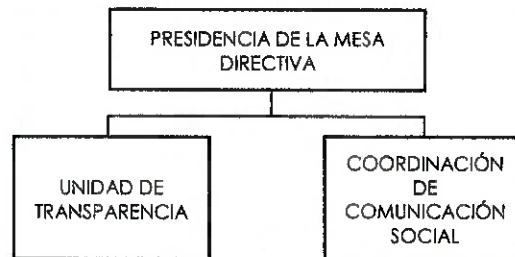 PRESIDENCIA DE LA MESA
DIRECTIVA
UNIDAD DE
TRANSPARENCIA
COORDINACIÓN
DE
COMUNICACIÓN
SOCIAL